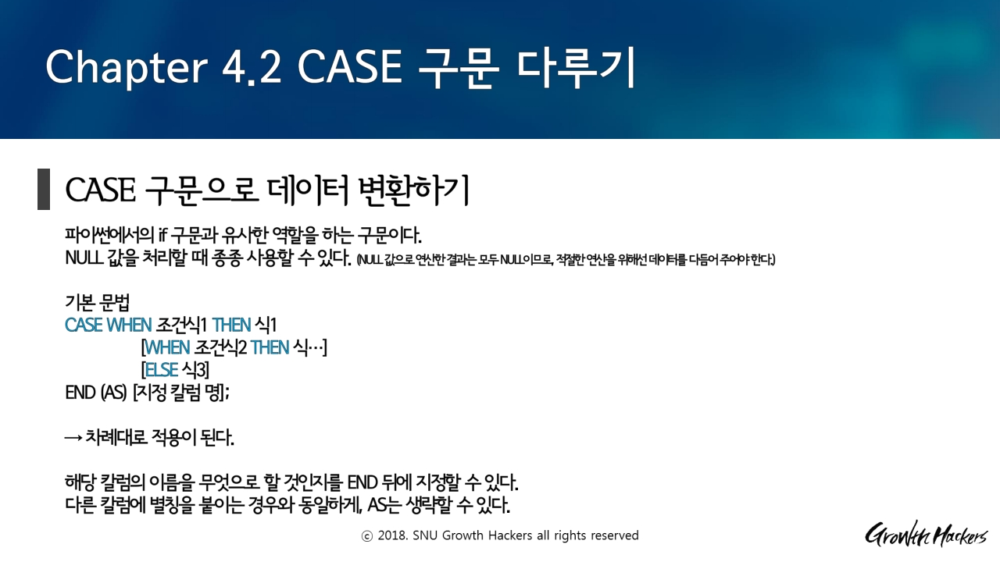 Chapter 4.2 CASE 구문 다루기
CASE 구문으로 데이터 변환하기
파이썬에서의 if 구문과 유사한 역할을 하는 구문이다.
NULL 값을 처리할 때 종종 사용할 수 있다. (NULL 값으로 연산한 결과는 모두 NULL이므로, 적절한 연산을 위해선 데이터를 다듬어 주어야 한다.)
기본 문법
CASE WHEN 조건식1 THEN 식1
[WHEN 조건식2 THEN 식…]
[ELSE 식3]
END (AS) [지정 칼럼 명];
→ 차례대로 적용이 된다.
해당 칼럼의 이름을 무엇으로 할 것인지를 END 뒤에 지정할 수 있다.
다른 칼럼에 별칭을 붙이는 경우와 동일하게, AS는 생략할 수 있다.
ⓒ 2018. SNU Growth Hackers all rights reserved
Growth Hackers